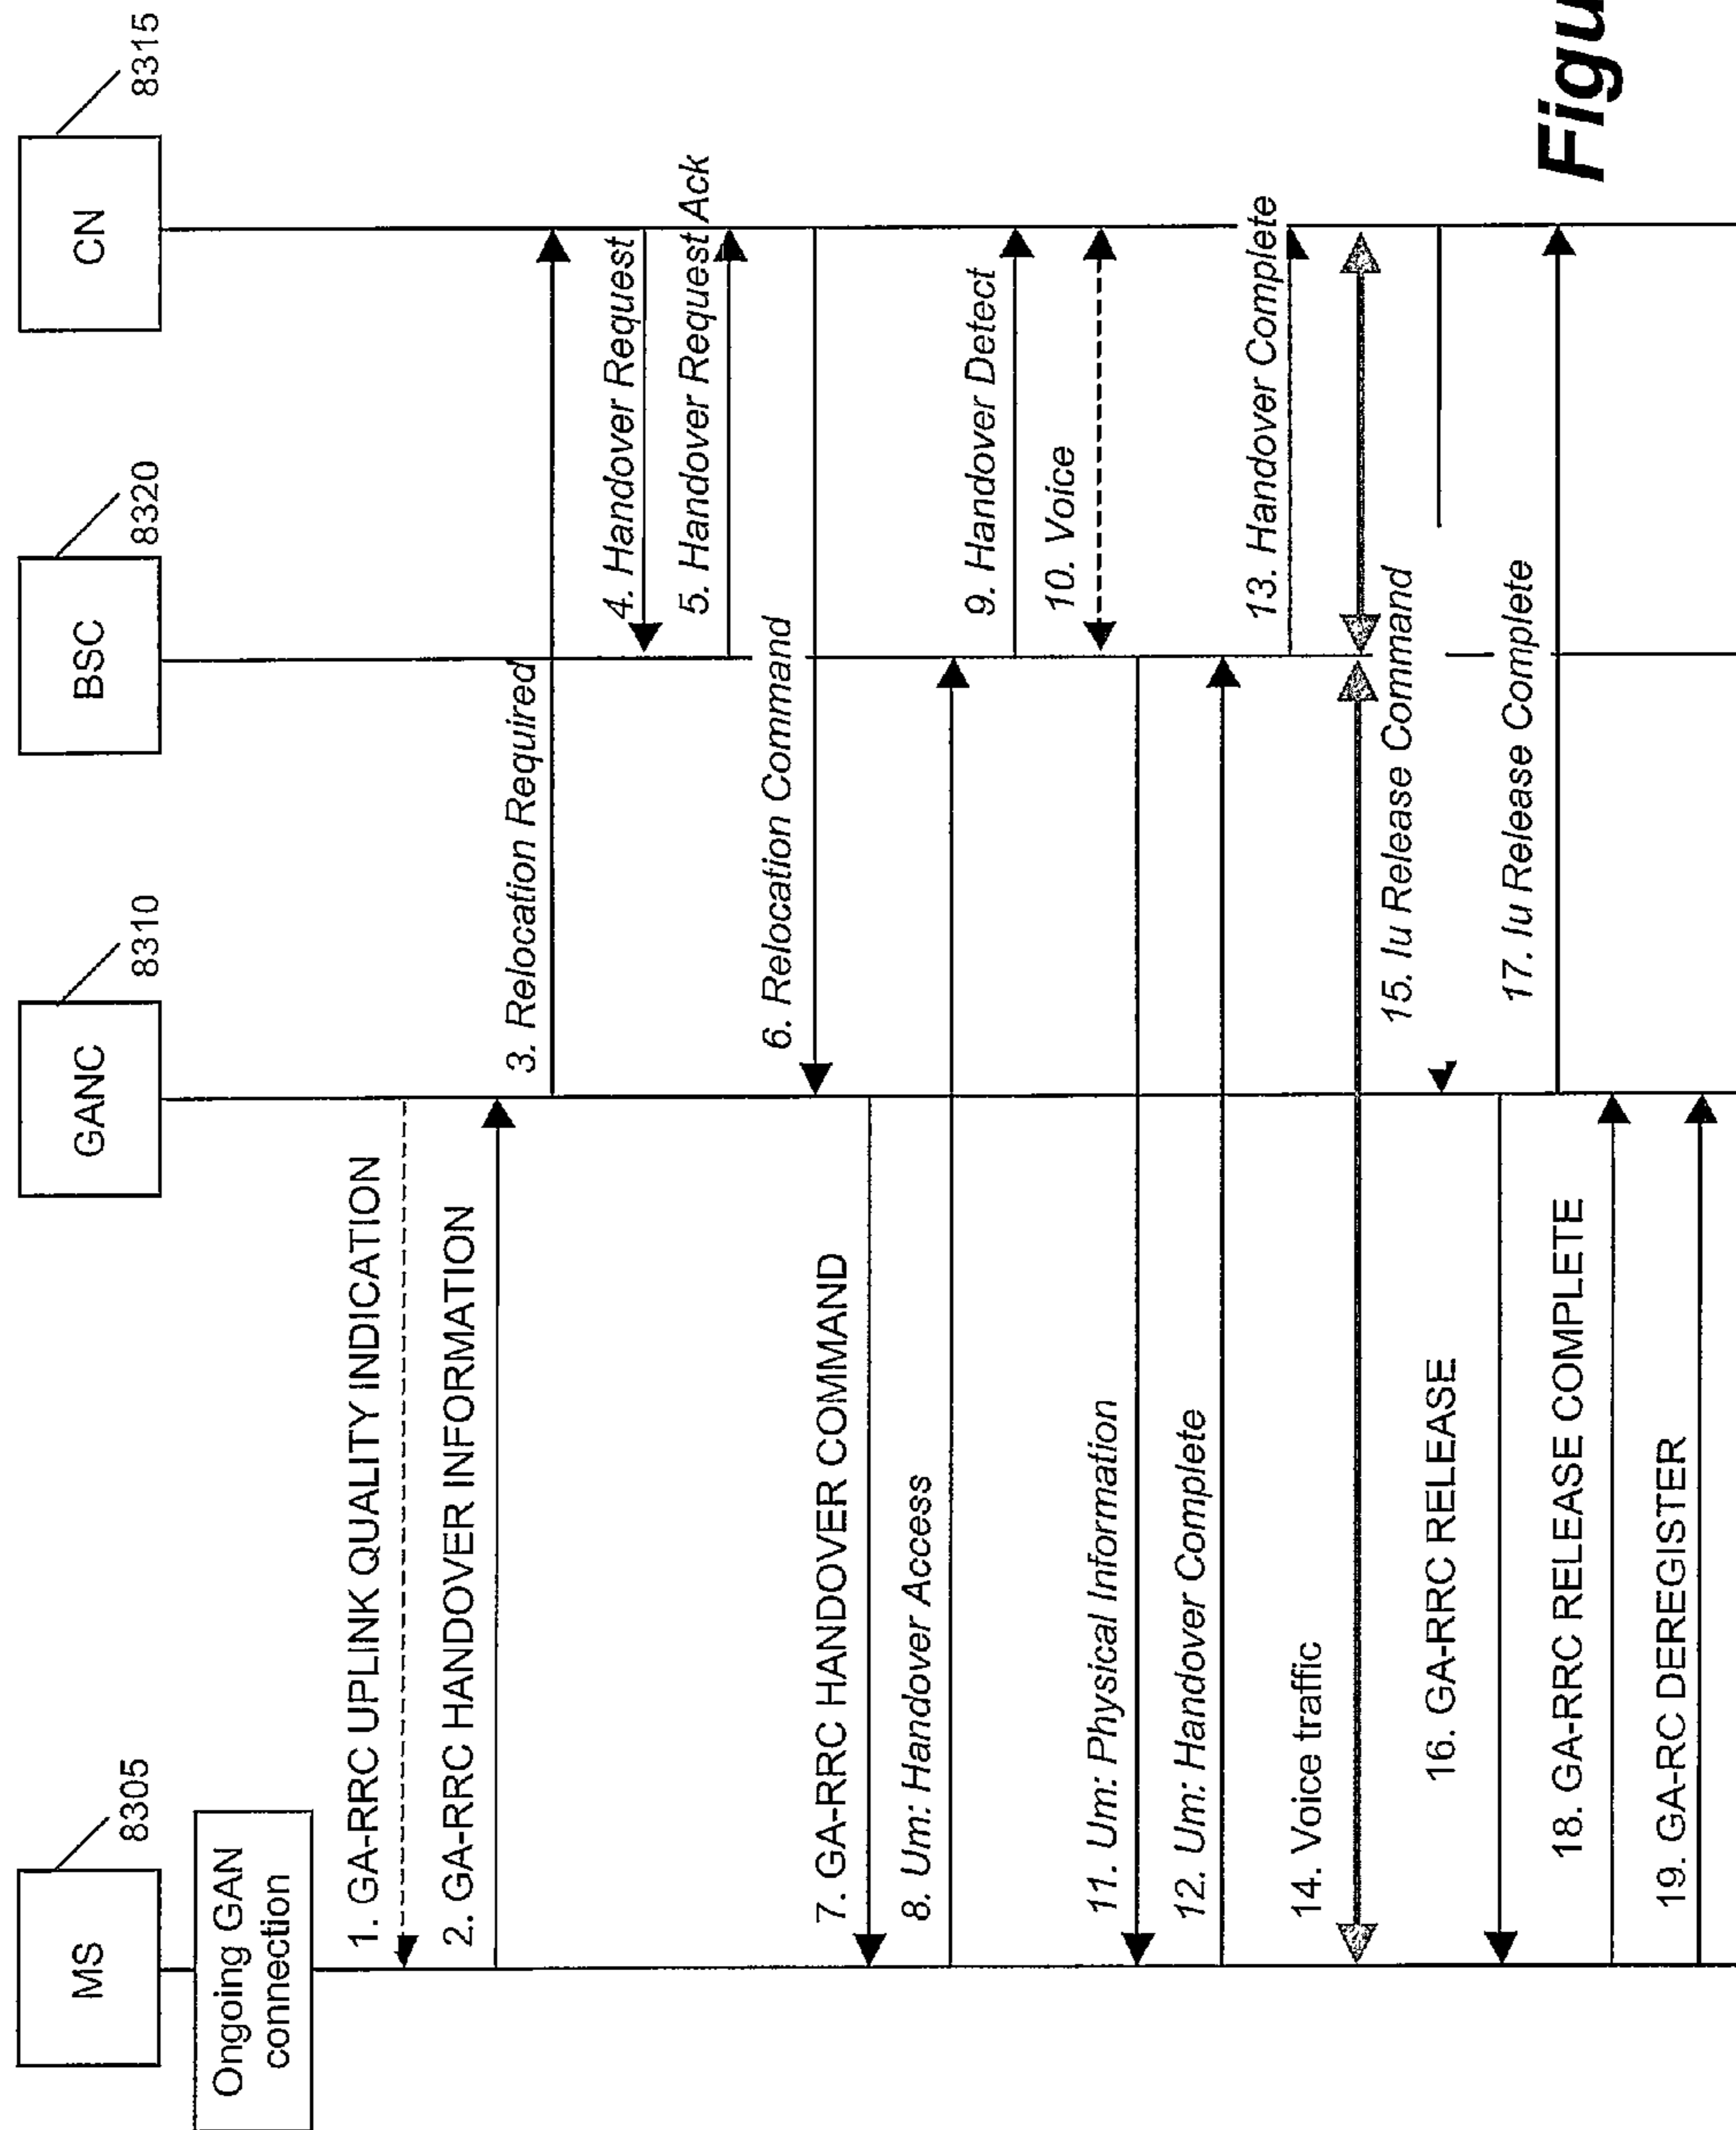 MS
8305
GANC
8310
BSC
8320
CN
8315
Ongoing GAN
connection
1. GA-RRC UPLINK QUALITY INDICATION
2. GA-RRC HANDOVER INFORMATION
3. Relocation Required
4. Handover Request
5. Handover Request Ack
6. Relocation Command
7. GA-RRC HANDOVER COMMAND
8. Um: Handover Access
9. Handover Detect
10. Voice
11. Um: Physical Information
12. Um: Handover Complete
13. Handover Complete
14. Voice traffic
15. Iu Release Command
16. GA-RRC RELEASE
17. Iu Release Complete
18. GA-RRC RELEASE COMPLETE
19. GA-RC DEREGISTER